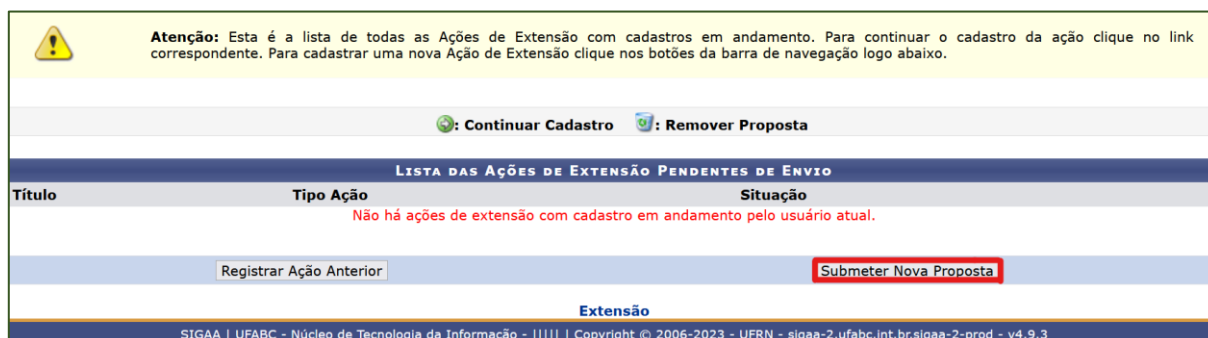 Atenção: Esta é a lista de todas as Ações de Extensão com cadastros em andamento. Para continuar o cadastro da ação clique no link
correspondente. Para cadastrar uma nova Ação de Extensão clique nos botões da barra de navegação logo abaixo.
: Continuar Cadastro : Remover Proposta
Lista das Ações de Extensão Pendentes de Envio
Título Tipo Ação Situação
Não há ações de extensão com cadastro em andamento pelo usuário atual.
Registrar Ação Anterior Submeter Nova Proposta
Extensão
SIGAA | UFABC - Núcleo de Tecnologia da Informação - ||||| | Copyright © 2006-2023 - UFRN - sigaa-2.ufabc.int.br.sigaa-2-prod - v4.9.3